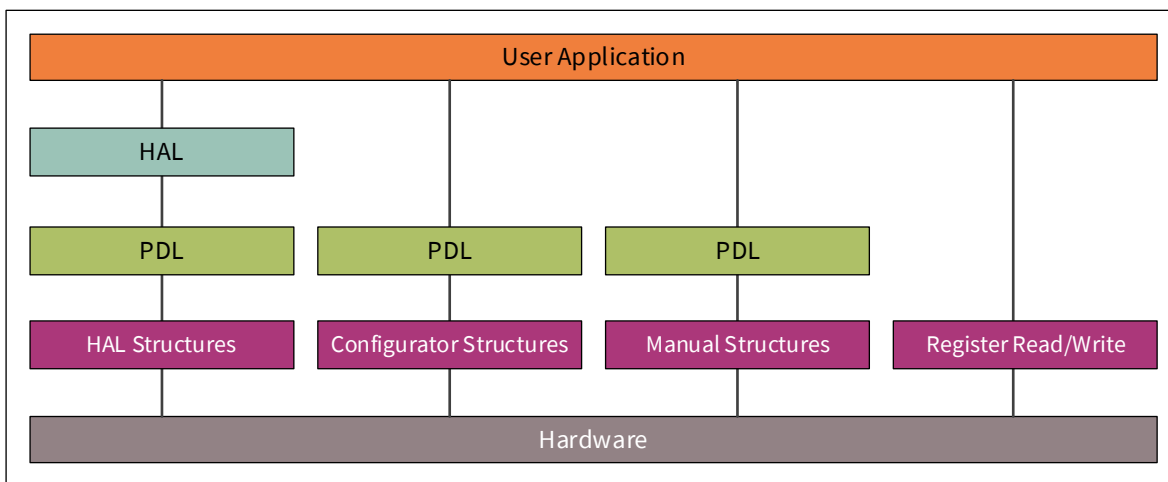 User Application
HAL
PDL
PDL
PDL
HAL Structures
Configurator Structures
Manual Structures
Register Read/Write
Hardware